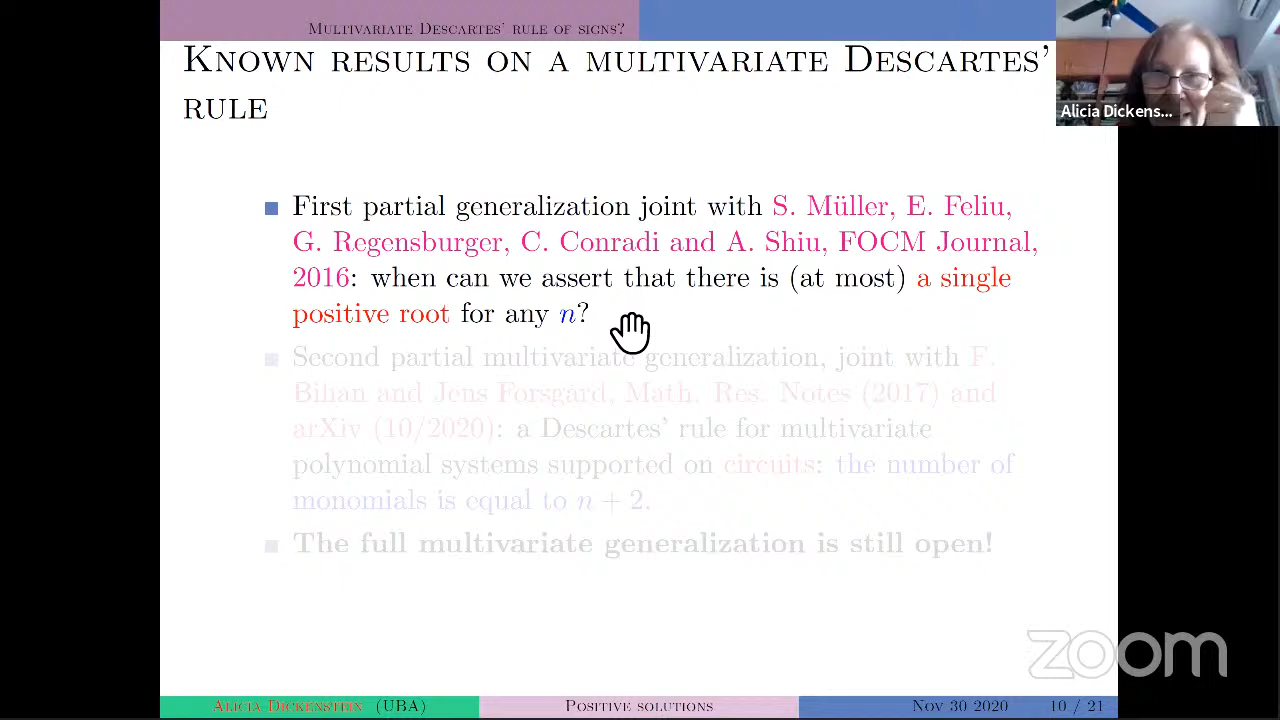 Multivariate Descartes' rule of signs?
Known results on a multivariate Descartes'
rule
Alicia Dickens...
First partial generalization joint with S. Müller, E. Feliu,
G. Regensburger, C. Conradi and A. Shiu, FOCM Journal,
2016: when can we assert that there is (at most) a single
positive root for any n?
Second partial multivariate generalization, joint with F.
Bihan and Jens Forsgård, Math. Res. Notes (2017) and
arXiv (10/2020): a Descartes' rule for multivariate
polynomial systems supported on circuits: the number of
monomials is equal to n + 2.
The full multivariate generalization is still open!
zoom
Alicia Dickenstein (UBA)
Positive solutions
Nov 30 2020
10 / 21